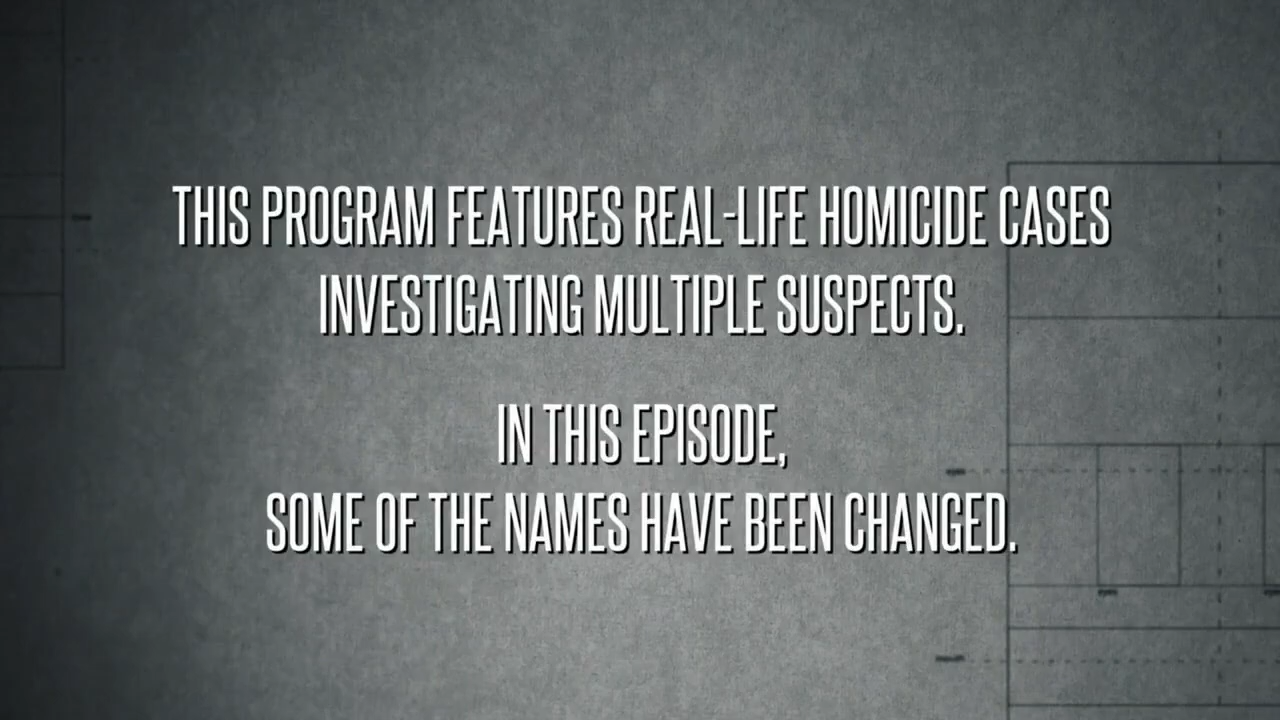 THIS PROGRAM FEATURES REAL-LIFE HOMICIDE CASES
INVESTIGATING MULTIPLE SUSPECTS.
IN THIS EPISODE,
SOME OF THE NAMES HAVE BEEN CHANGED.